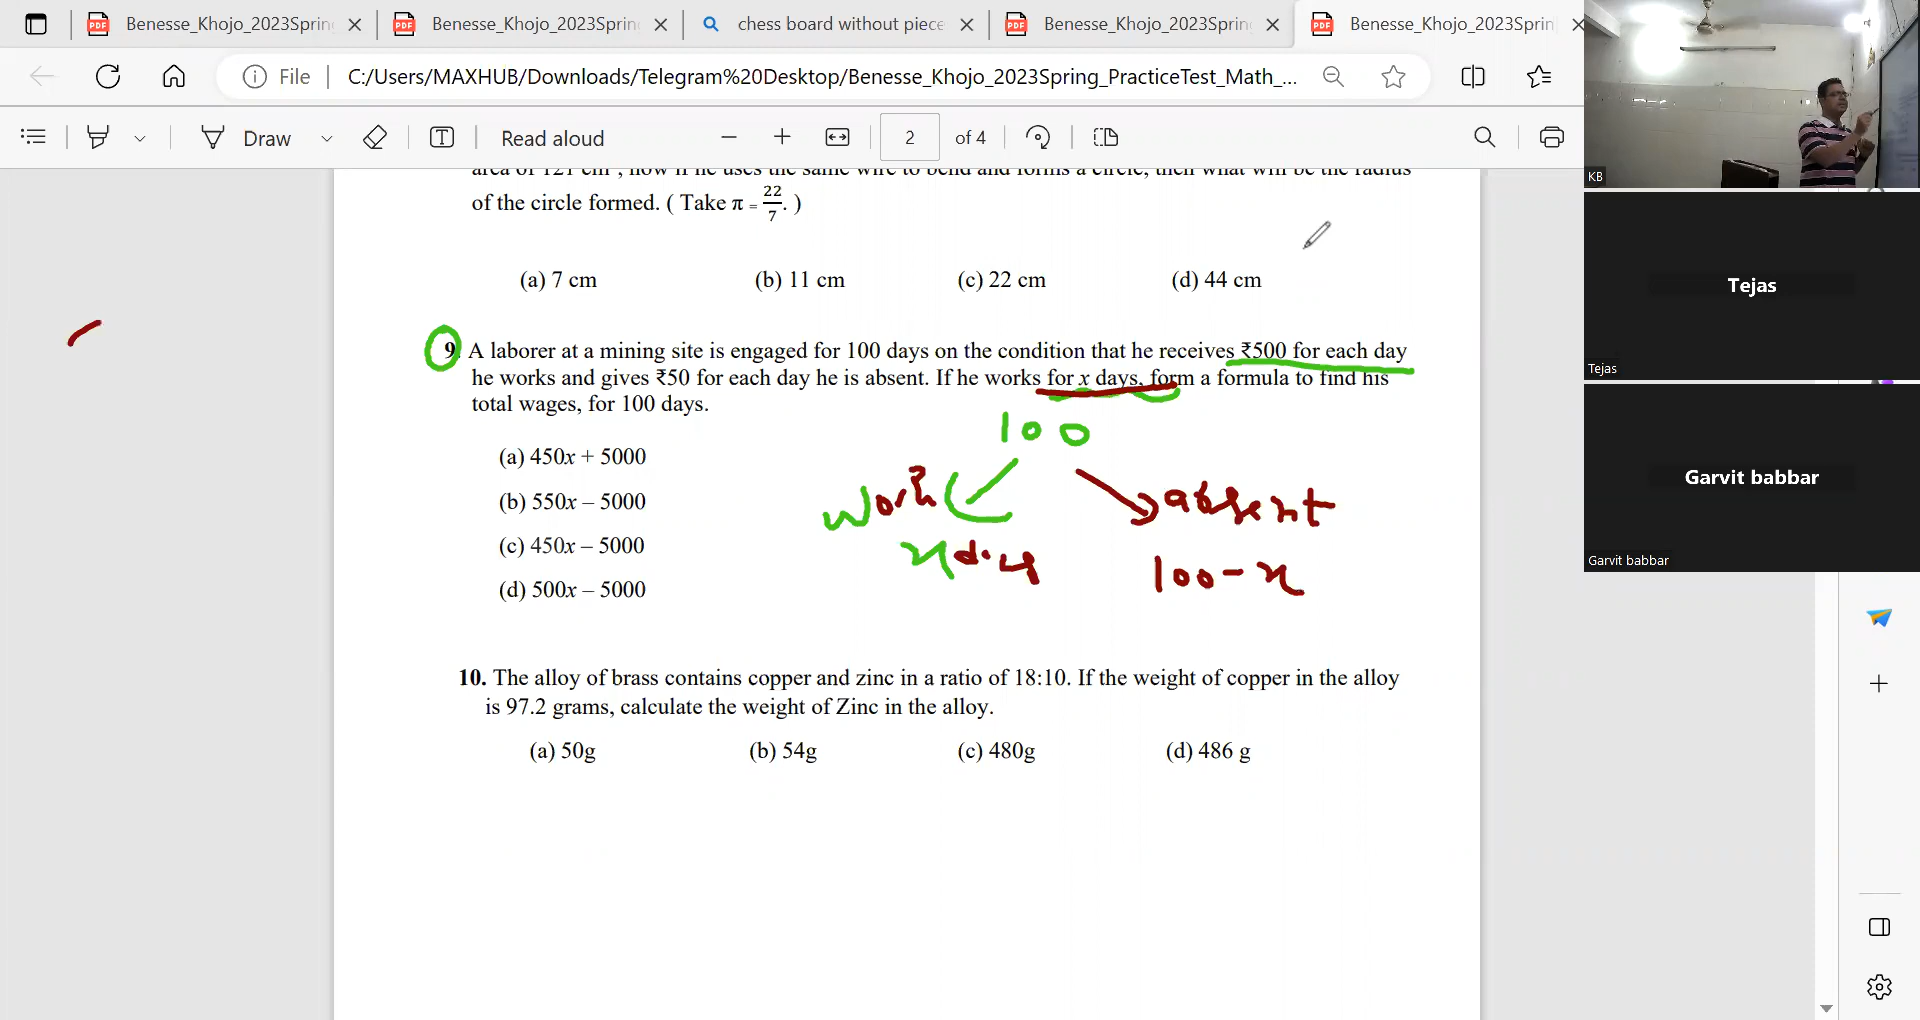 Benesse_Khojo_2023Sprin
Benesse_Khojo_2023Sprin
chess board without piece
Benesse_Khojo_2023Sprin
Benesse_Khojo_2023Sprin
File C:/Users/MAXHUB/Downloads/Telegram%20Desktop/Benesse_Khojo_2023Spring_PracticeTest_Math_...
Draw T Read aloud 2 of 4
of the circle formed. ( Take π = 22/7. )
(a) 7 cm (b) 11 cm (c) 22 cm (d) 44 cm
9. A laborer at a mining site is engaged for 100 days on the condition that he receives ₹500 for each day
he works and gives ₹50 for each day he is absent. If he works for x days, form a formula to find his
total wages, for 100 days.
100
(a) 450x + 5000
(b) 550x – 5000
(c) 450x – 5000
(d) 500x – 5000
work absent
x days 100 - x
10. The alloy of brass contains copper and zinc in a ratio of 18:10. If the weight of copper in the alloy
is 97.2 grams, calculate the weight of Zinc in the alloy.
(a) 50g (b) 54g (c) 480g (d) 486 g
KB
Tejas
Tejas
Garvit babbar
Garvit babbar